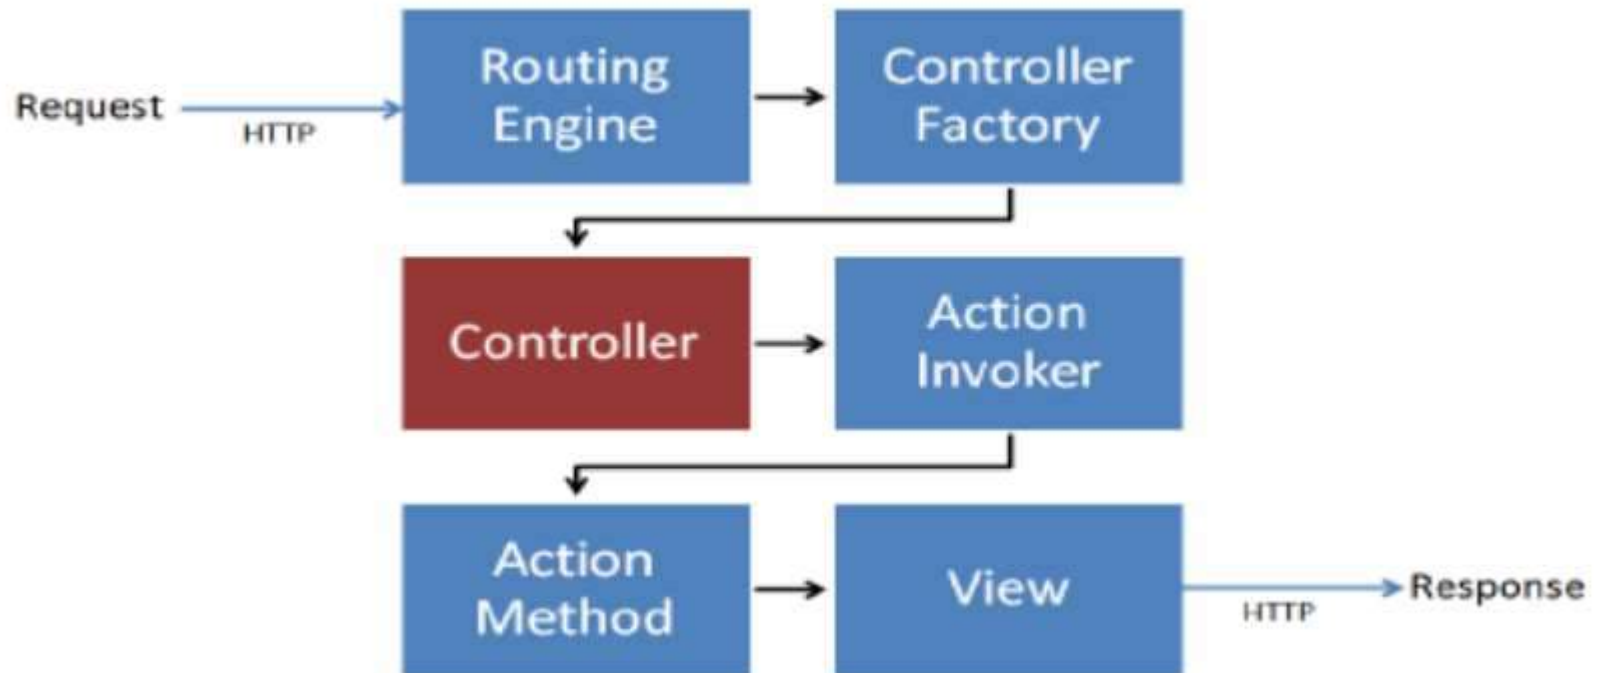 Routing
Engine
Controller
Factory
Request
HTTP
Controller
Action
Invoker
Action
Method
View
Response
HTTP